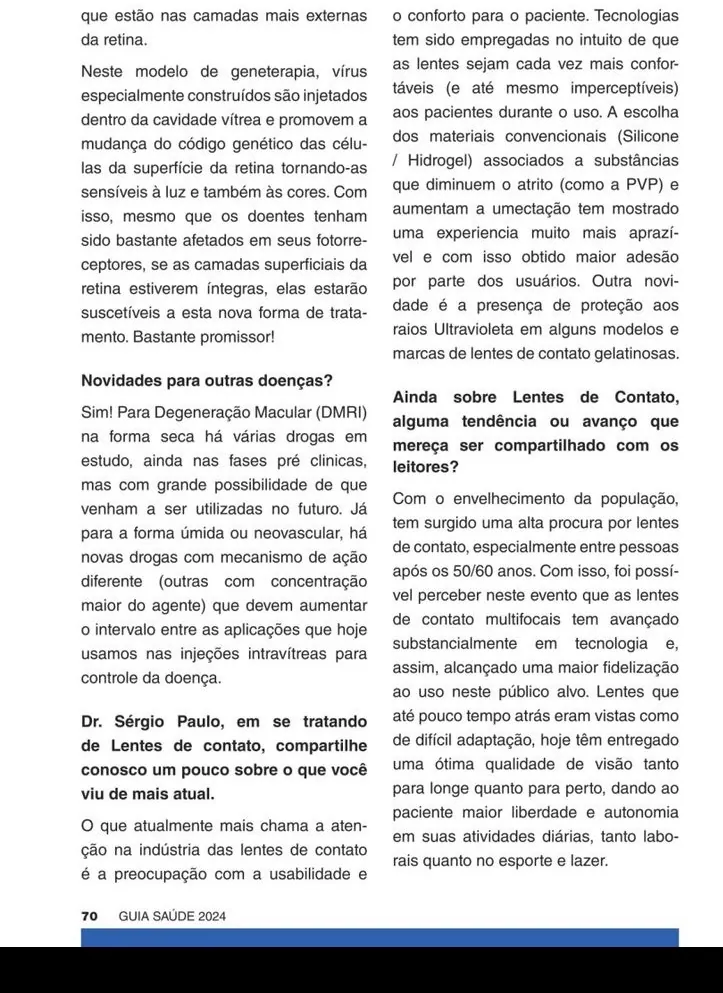 que estão nas camadas mais externas
da retina.
Neste modelo de geneterapia, vírus
especialmente construídos são injetados
dentro da cavidade vítrea e promovem a
mudança do código genético das célu-
las da superfície da retina tornando-as
sensíveis à luz e também às cores. Com
isso, mesmo que os doentes tenham
sido bastante afetados em seus fotorre-
ceptores, se as camadas superficiais da
retina estiverem íntegras, elas estarão
suscetíveis a esta nova forma de trata-
mento. Bastante promissor!
Novidades para outras doenças?
Sim! Para Degeneração Macular (DMRI)
na forma seca há várias drogas em
estudo, ainda nas fases pré clinicas,
mas com grande possibilidade de que
venham a ser utilizadas no futuro. Já
para a forma úmida ou neovascular, há
novas drogas com mecanismo de ação
diferente (outras com concentração
maior do agente) que devem aumentar
o intervalo entre as aplicações que hoje
usamos nas injeções intravítreas para
controle da doença.
Dr. Sérgio Paulo, em se tratando
de Lentes de contato, compartilhe
conosco um pouco sobre o que você
viu de mais atual.
O que atualmente mais chama a aten-
ção na indústria das lentes de contato
é a preocupação com a usabilidade e
o conforto para o paciente. Tecnologias
tem sido empregadas no intuito de que
as lentes sejam cada vez mais confor-
táveis (e até mesmo imperceptíveis)
aos pacientes durante o uso. A escolha
dos materiais convencionais (Silicone
/ Hidrogel) associados a substâncias
que diminuem o atrito (como a PVP) e
aumentam a umectação tem mostrado
uma experiencia muito mais aprazí-
vel e com isso obtido maior adesão
por parte dos usuários. Outra novi-
dade é a presença de proteção aos
raios Ultravioleta em alguns modelos e
marcas de lentes de contato gelatinosas.
Ainda sobre Lentes de Contato,
alguma tendência ou avanço que
mereça ser compartilhado com os
leitores?
Com o envelhecimento da população,
tem surgido uma alta procura por lentes
de contato, especialmente entre pessoas
após os 50/60 anos. Com isso, foi possí-
vel perceber neste evento que as lentes
de contato multifocais tem avançado
substancialmente em tecnologia e,
assim, alcançado uma maior fidelização
ao uso neste público alvo. Lentes que
até pouco tempo atrás eram vistas como
de difícil adaptação, hoje têm entregado
uma ótima qualidade de visão tanto
para longe quanto para perto, dando ao
paciente maior liberdade e autonomia
em suas atividades diárias, tanto labo-
rais quanto no esporte e lazer.
70 GUIA SAÚDE 2024